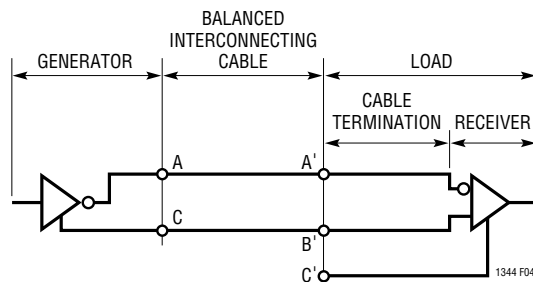 BALANCED
INTERCONNECTING
CABLE
GENERATOR
LOAD
CABLE
TERMINATION
RECEIVER
A
A'
C
B'
C'
1344 F04